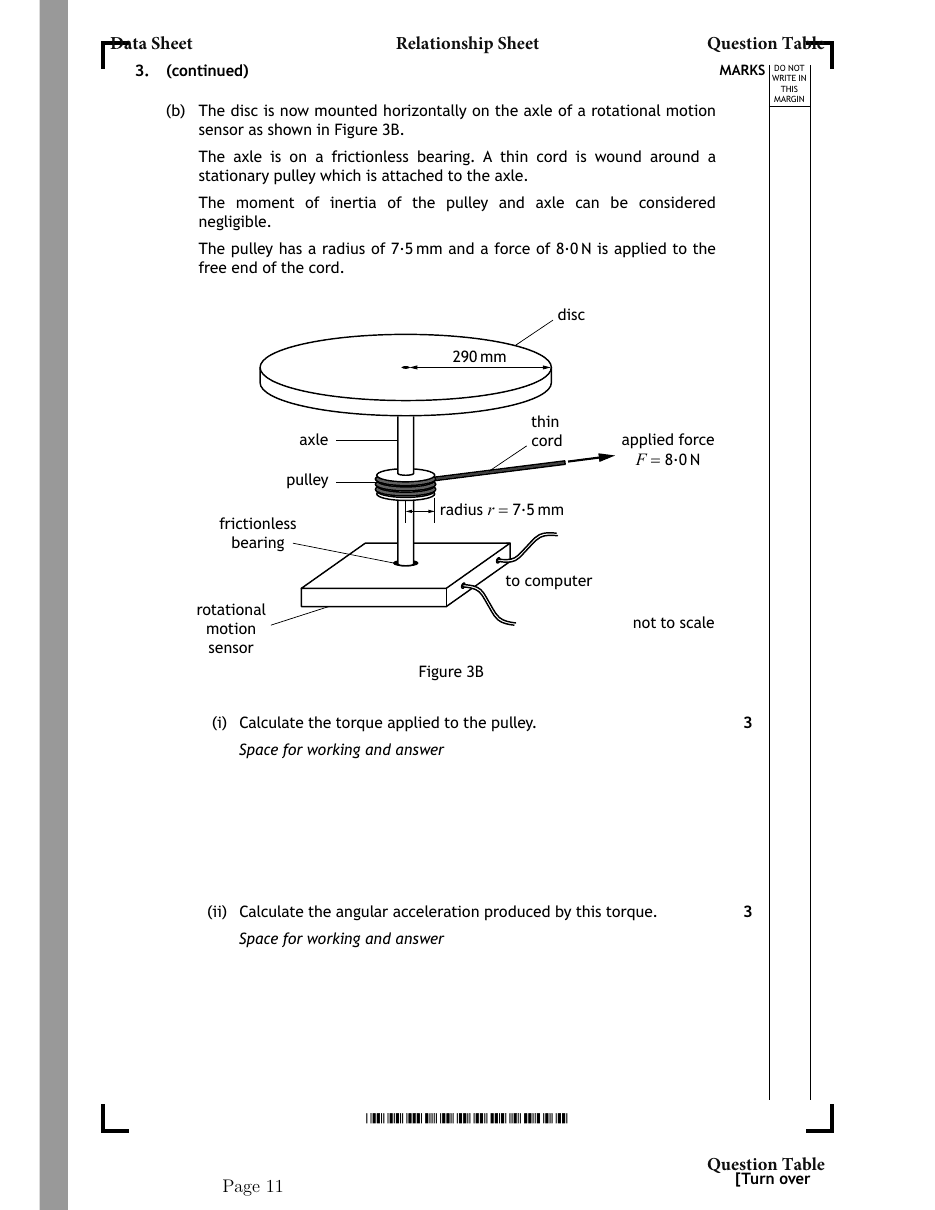 Data Sheet Relationship Sheet Question Table
3. (continued) MARKS
DO NOT
WRITE IN
THIS
MARGIN
(b) The disc is now mounted horizontally on the axle of a rotational motion
sensor as shown in Figure 3B.
The axle is on a frictionless bearing. A thin cord is wound around a
stationary pulley which is attached to the axle.
The moment of inertia of the pulley and axle can be considered
negligible.
The pulley has a radius of 7·5 mm and a force of 8·0 N is applied to the
free end of the cord.
disc
290 mm
thin
cord
axle
applied force
F = 8·0 N
pulley
radius r = 7·5 mm
frictionless
bearing
to computer
rotational
motion
sensor
not to scale
Figure 3B
(i) Calculate the torque applied to the pulley. 3
Space for working and answer
(ii) Calculate the angular acceleration produced by this torque. 3
Space for working and answer
Question Table
[Turn over
Page 11